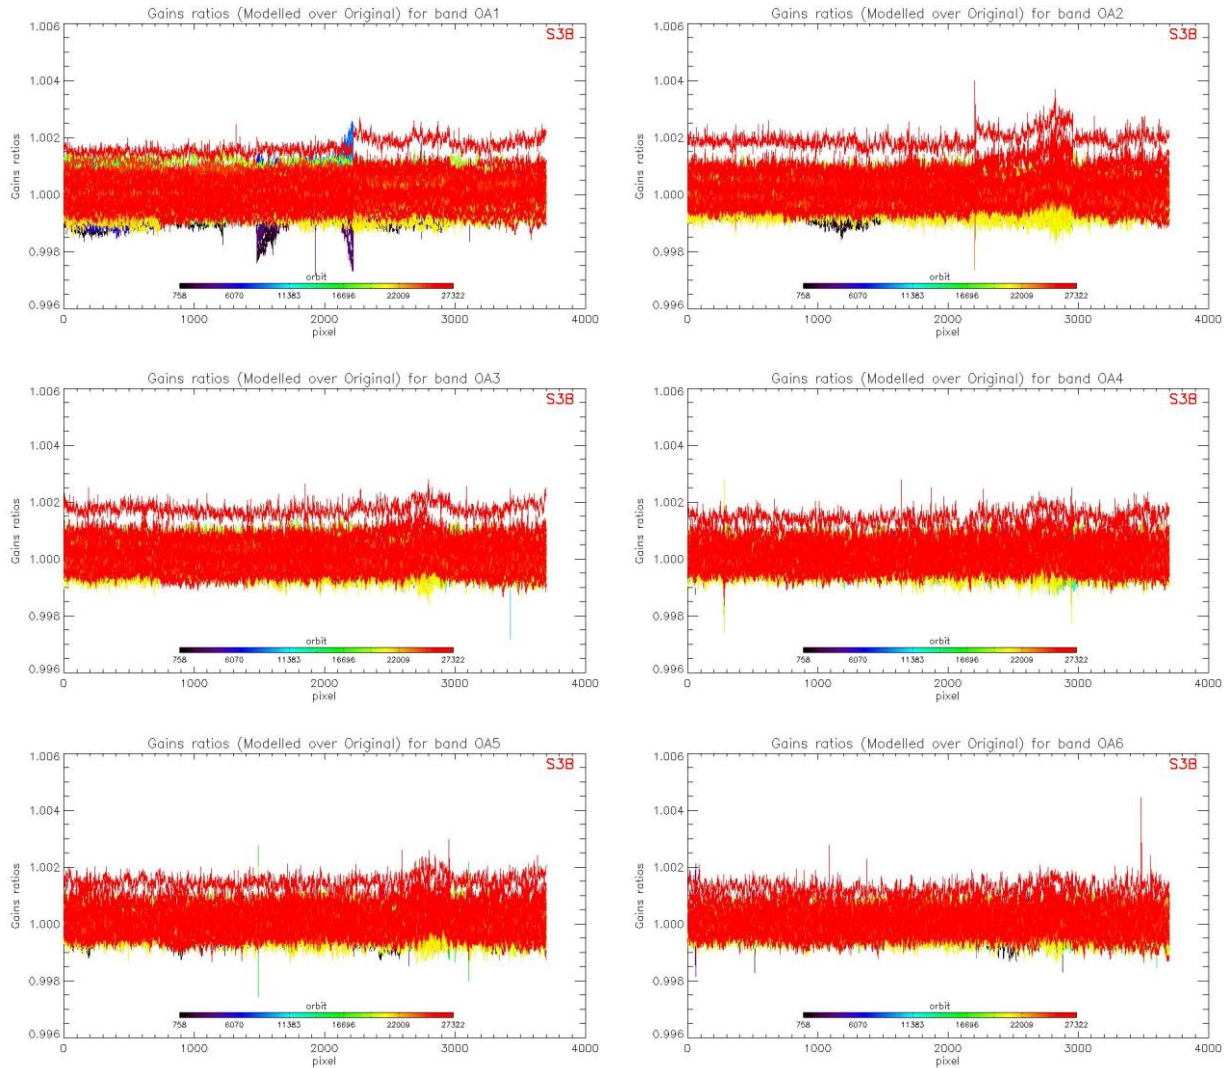 Gains ratios (Modelled over Original) for band OA1
S3B
1.006
1.004
1.002
1.000
0.998
0.996
Gains ratios
orbit
758 6070 11383 16696 22009 27322
0 1000 2000 3000 4000
pixel
Gains ratios (Modelled over Original) for band OA2
S3B
1.006
1.004
1.002
1.000
0.998
0.996
Gains ratios
orbit
758 6070 11383 16696 22009 27322
0 1000 2000 3000 4000
pixel
Gains ratios (Modelled over Original) for band OA3
S3B
1.006
1.004
1.002
1.000
0.998
0.996
Gains ratios
orbit
758 6070 11383 16696 22009 27322
0 1000 2000 3000 4000
pixel
Gains ratios (Modelled over Original) for band OA4
S3B
1.006
1.004
1.002
1.000
0.998
0.996
Gains ratios
orbit
758 6070 11383 16696 22009 27322
0 1000 2000 3000 4000
pixel
Gains ratios (Modelled over Original) for band OA5
S3B
1.006
1.004
1.002
1.000
0.998
0.996
Gains ratios
orbit
758 6070 11383 16696 22009 27322
0 1000 2000 3000 4000
pixel
Gains ratios (Modelled over Original) for band OA6
S3B
1.006
1.004
1.002
1.000
0.998
0.996
Gains ratios
orbit
758 6070 11383 16696 22009 27322
0 1000 2000 3000 4000
pixel